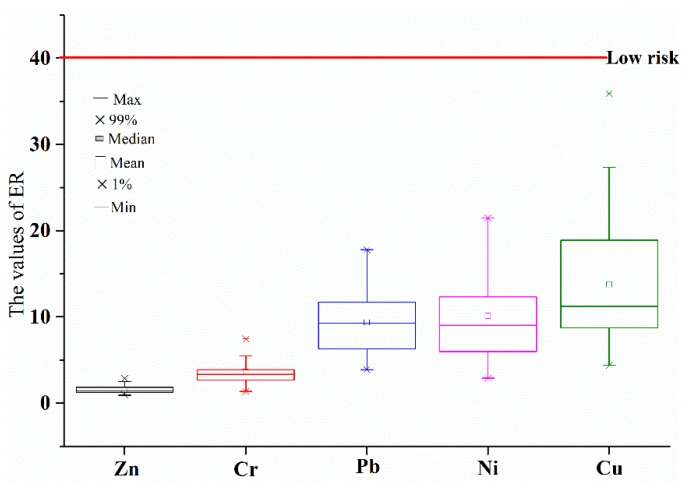 40
Low risk
Max
99%
Median
30
Mean
1%
Min
20
10
0
The values of ER
Zn
Cr
Pb
Ni
Cu